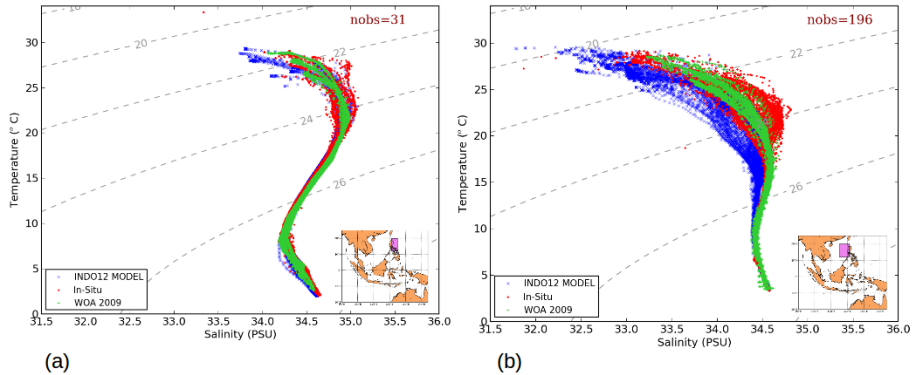 nobs=31
30
25
20
15
10
5
0
Temperature (° C)
20
22
24
26
INDO12 MODEL
In-Situ
WOA 2009
31.5 32.0 32.5 33.0 33.5 34.0 34.5 35.0 35.5 36.0
Salinity (PSU)
(a)
nobs=196
30
25
20
15
10
5
0
Temperature (° C)
20
22
24
26
INDO12 MODEL
In-Situ
WOA 2009
31.5 32.0 32.5 33.0 33.5 34.0 34.5 35.0 35.5 36.0
Salinity (PSU)
(b)